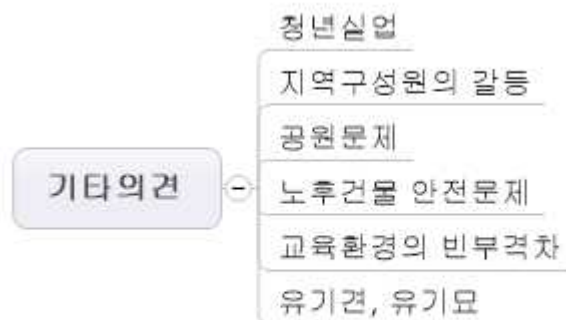 청년실업
지역구성원의 갈등
공원문제
기타의견
노후건물 안전문제
교육환경의 빈부격차
유기견, 유기묘